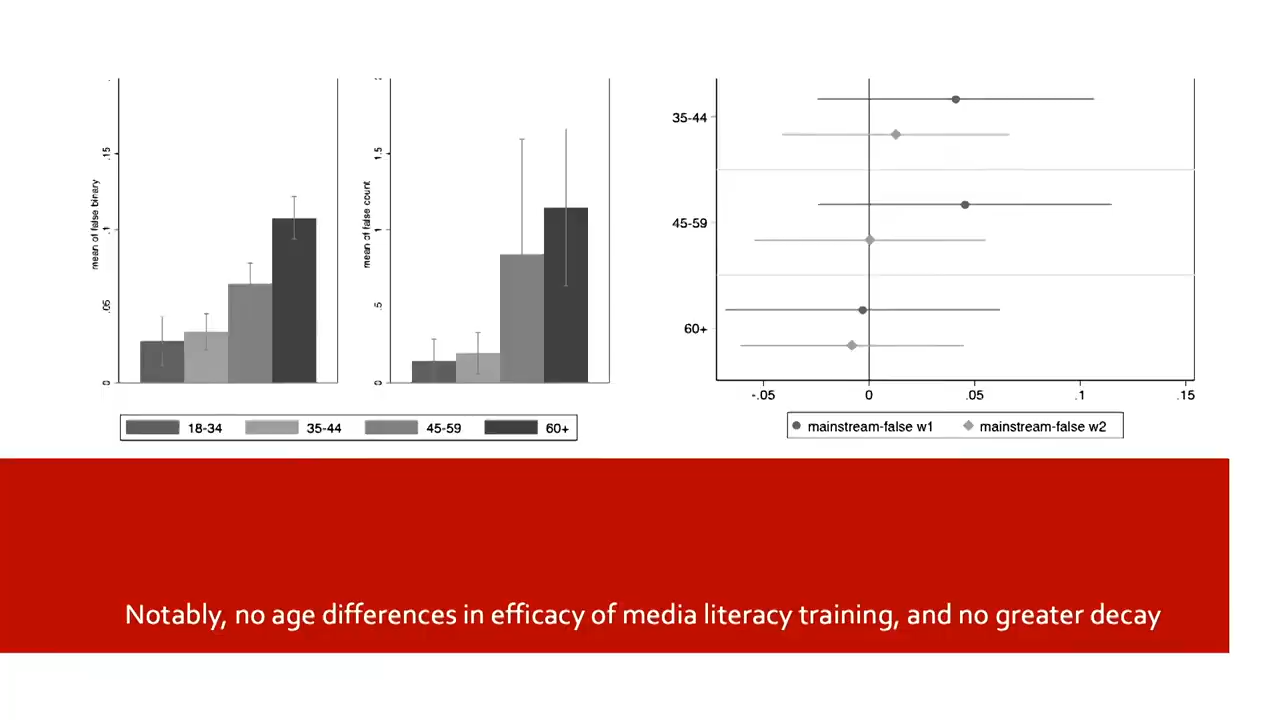 mean of false binary
0 .05 .1 .15
mean of false count
0 .5 1 1.5
18-34 35-44 45-59 60+
35-44
45-59
60+
-.05 0 .05 .1 .15
mainstream-false w1 mainstream-false w2
Notably, no age differences in efficacy of media literacy training, and no greater decay